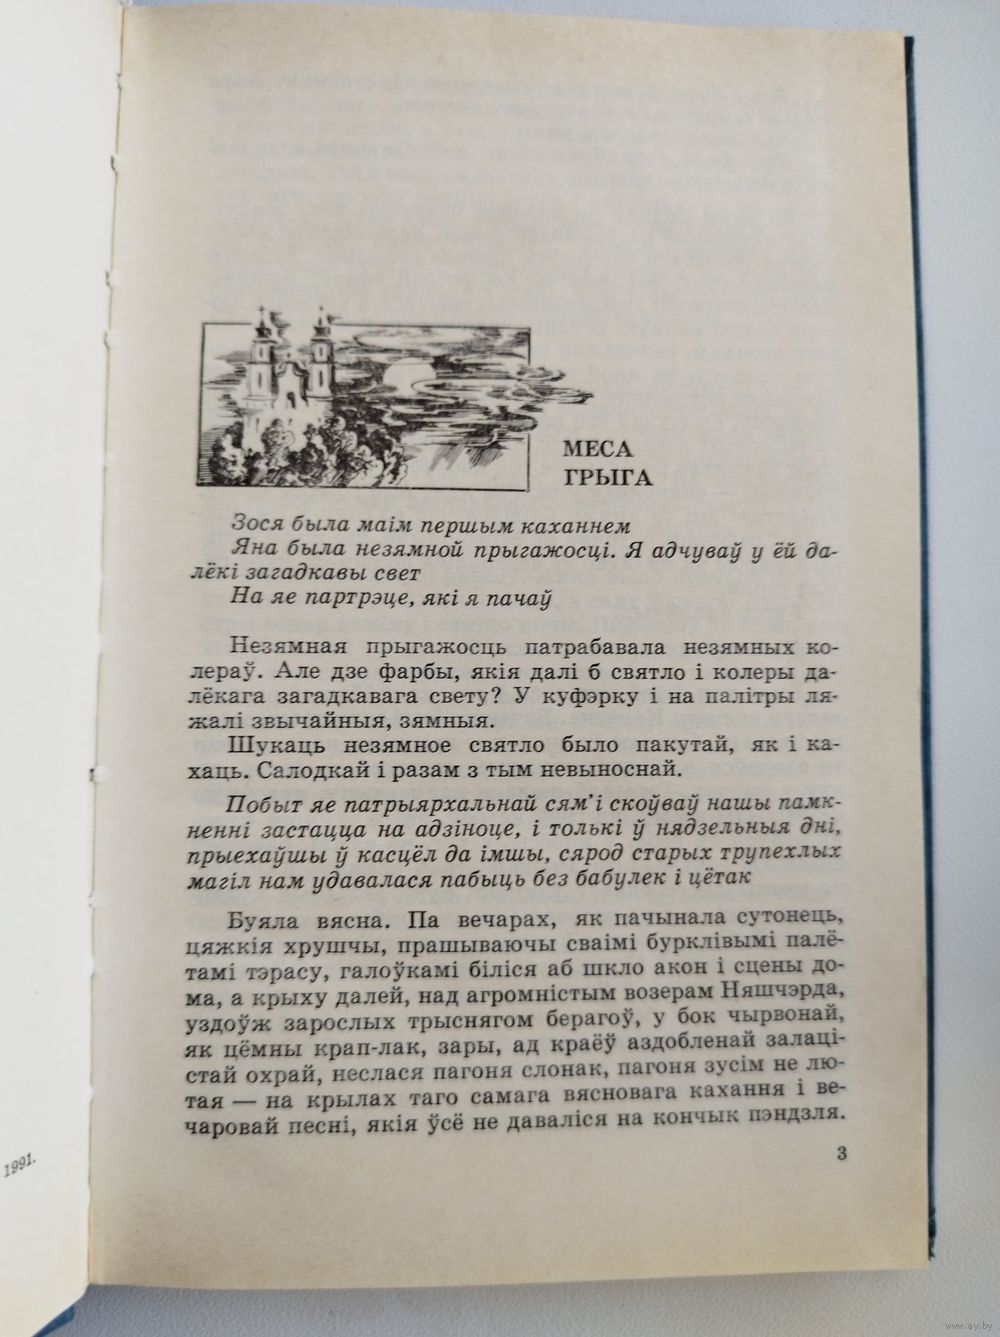 МЕСА
ГРЫГА
Зося была маім першым каханнем
Яна была незямной прыгажосці. Я адчуваў у ёй да-
лёкі загадкавы свет
На яе партрэце, які я пачаў
Незямная прыгажосць патрабавала незямных ко-
лераў. Але дзе фарбы, якія далі б святло і колеры да-
лёкага загадкавага свету? У куфэрку і на палітры ля-
жалі звычайныя, зямныя.
Шукаць незямное святло было пакутай, як і ка-
хаць. Салодкай і разам з тым невыноснай.
Побыт яе патрыярхальнай сям'і скоўваў нашы памк-
ненні застацца на адзіноце, і толькі ў нядзельныя дні,
прыехаўшы ў касцёл да імшы, сярод старых трупехлых
магіл нам удавалася пабыць без бабулек і цётак
Буяла вясна. Па вечарах, як пачынала сутонець,
цяжкія хрушчы, прашываючы сваімі бурклівымі палё-
тамі тэрасу, галоўкамі біліся аб шкло акон і сцены до-
ма, а крыху далей, над агромністым возерам Няшчэрда,
уздоўж зарослых трыснягом берагоў, у бок чырвонай,
як цёмны крап-лак, зары, ад краёў аздобленай залаці-
стай охрай, неслася пагоня слонак, пагоня зусім не лю-
тая — на крылах таго самага вясновага кахання і ве-
чаровай песні, якія ўсё не даваліся на кончык пэндзля.
3
1991.
www.ay.by